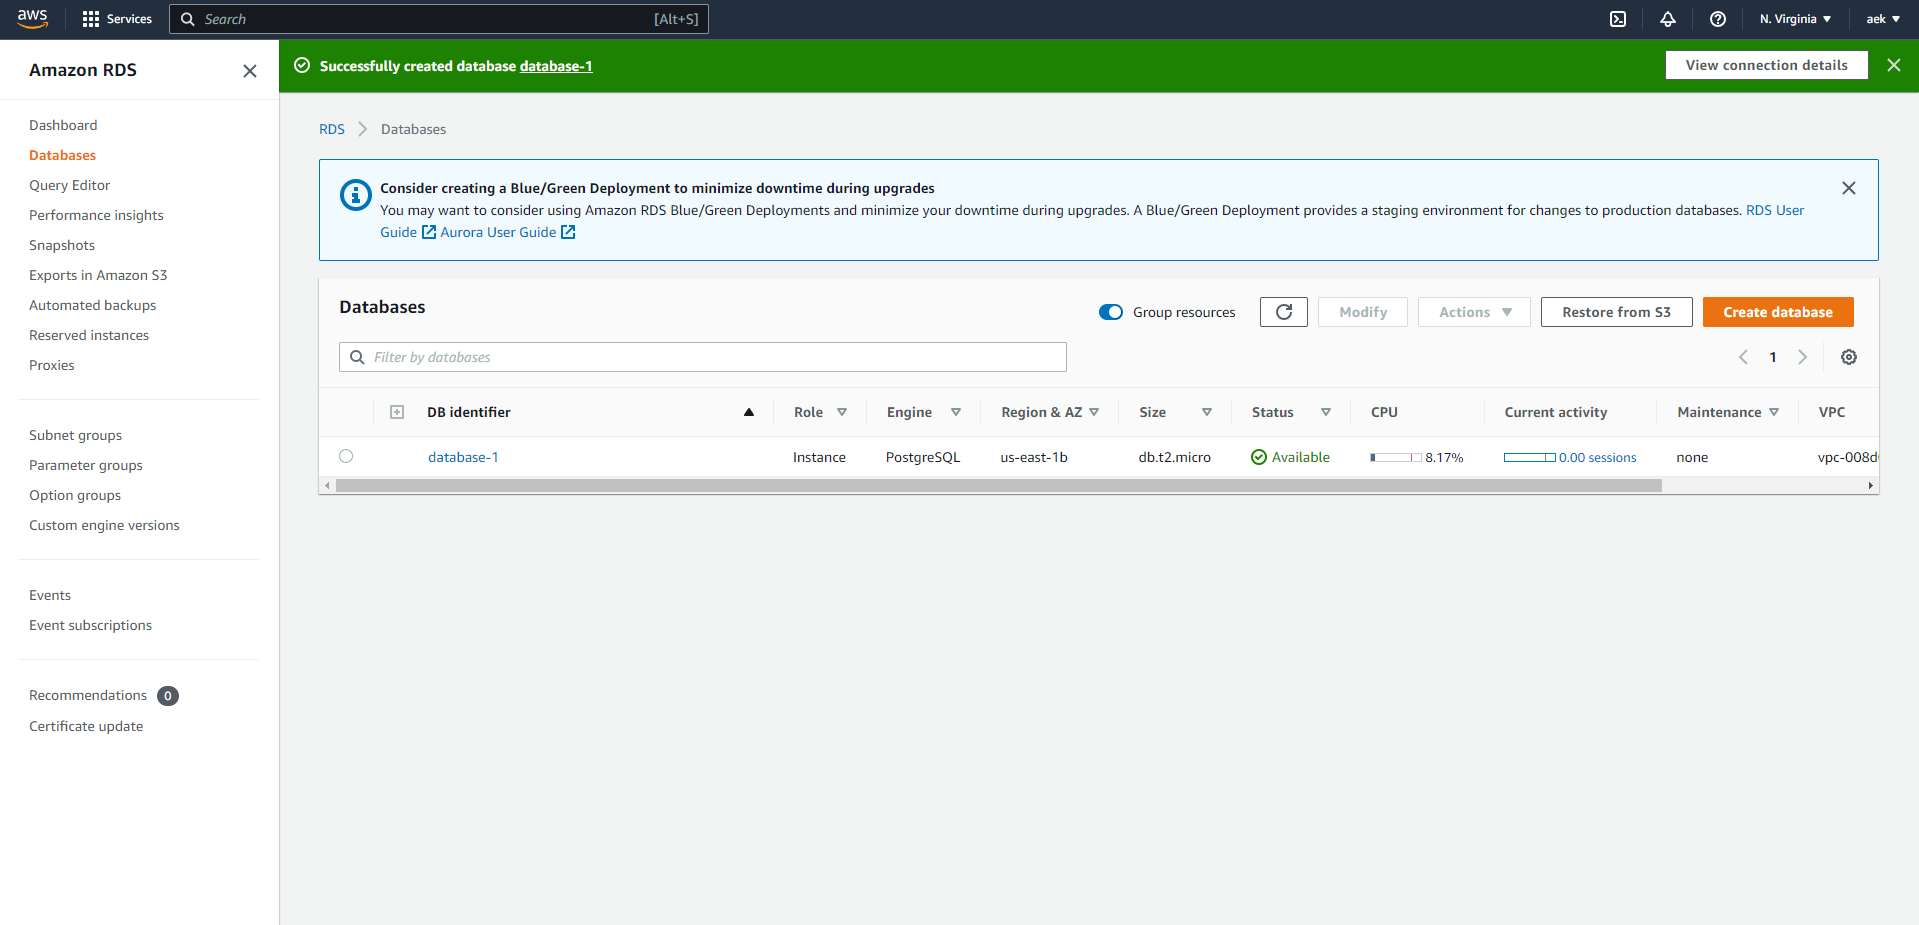 aws
Services
Search
[Alt+S]
N. Virginia
aek
Amazon RDS
Successfully created database database-1
View connection details
Dashboard
Databases
Query Editor
Performance insights
Snapshots
Exports in Amazon S3
Automated backups
Reserved instances
Proxies
Subnet groups
Parameter groups
Option groups
Custom engine versions
Events
Event subscriptions
Recommendations 0
Certificate update
RDS Databases
Consider creating a Blue/Green Deployment to minimize downtime during upgrades
You may want to consider using Amazon RDS Blue/Green Deployments and minimize your downtime during upgrades. A Blue/Green Deployment provides a staging environment for changes to production databases. RDS User
Guide Aurora User Guide
Databases
Group resources
Modify
Actions
Restore from S3
Create database
Filter by databases
1
DB identifier Role Engine Region & AZ Size Status CPU Current activity Maintenance VPC
database-1 Instance PostgreSQL us-east-1b db.t2.micro Available 8.17% 0.00 sessions none vpc-008d